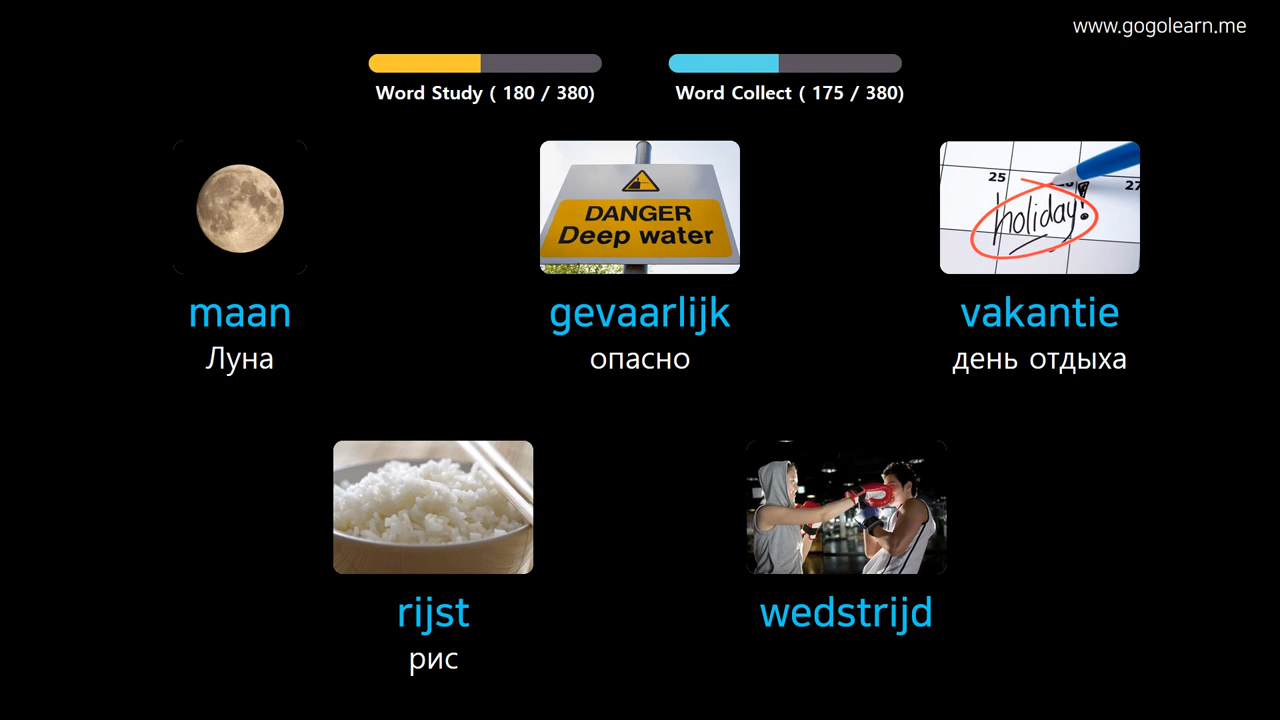 www.gogolearn.me
Word Study ( 180 / 380)
Word Collect ( 175 / 380)
DANGER
Deep water
25
27
holiday!
maan
gevaarlijk
vakantie
Луна
опасно
день отдыха
rijst
wedstrijd
рис